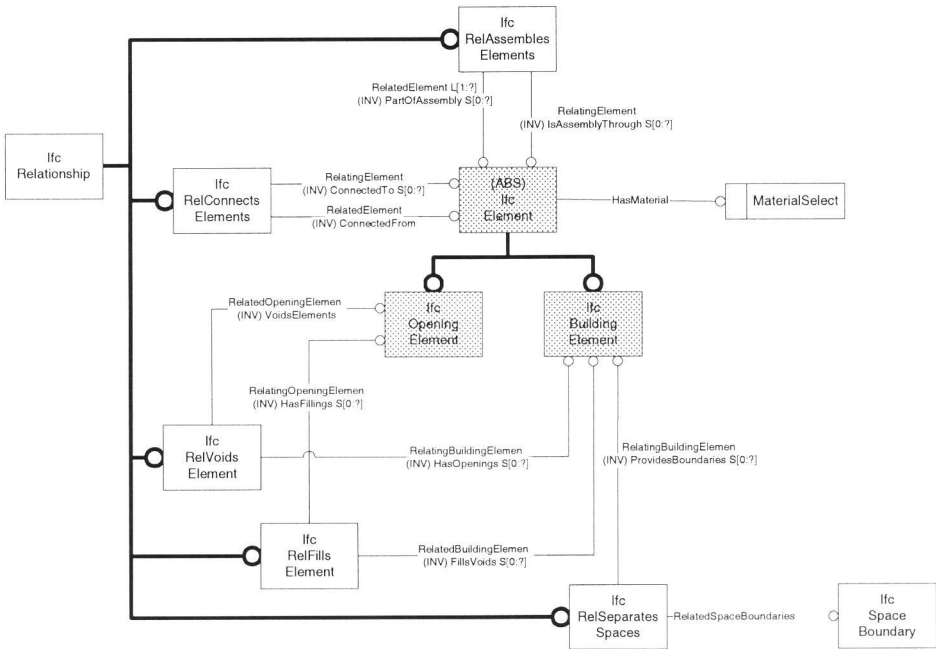 Ifc
RelAssembles
Elements
RelatedElement L[1:?]
(INV) PartOfAssembly S[0:?]
RelatingElement
(INV) IsAssemblyThrough S[0:?]
Ifc
Relationship
Ifc
RelConnects
Elements
RelatingElement
(INV) ConnectedTo S[0:?]
RelatedElement
(INV) ConnectedFrom
(ABS)
Ifc
Element
HasMaterial
MaterialSelect
RelatedOpeningElemen
(INV) VoidsElements
Ifc
Opening
Element
Ifc
Building
Element
RelatingOpeningElemen
(INV) HasFillings S[0:?]
Ifc
RelVoids
Element
RelatingBuildingElemen
(INV) HasOpenings S[0:?]
RelatingBuildingElemen
(INV) ProvidesBoundaries S[0:?]
Ifc
RelFills
Element
RelatedBuildingElemen
(INV) FillsVoids S[0:?]
Ifc
RelSeparates
Spaces
RelatedSpaceBoundaries
Ifc
Space
Boundary